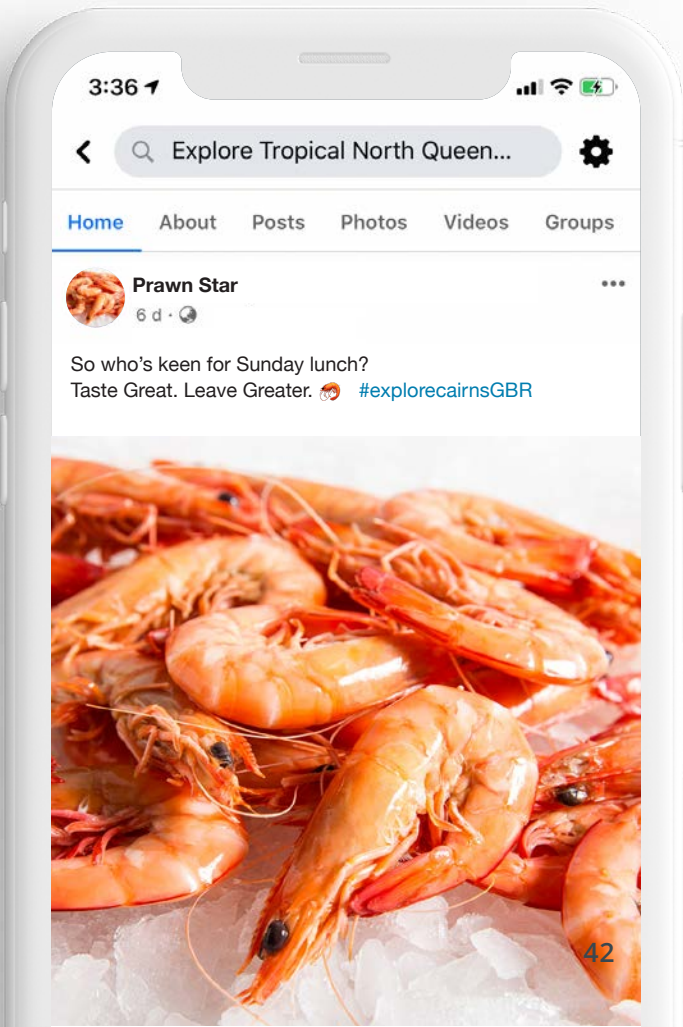 3:36
Explore Tropical North Queen...
Home About Posts Photos Videos Groups
Prawn Star
6 d ·
So who's keen for Sunday lunch?
Taste Great. Leave Greater. 🦐 #explorecairnsGBR
42